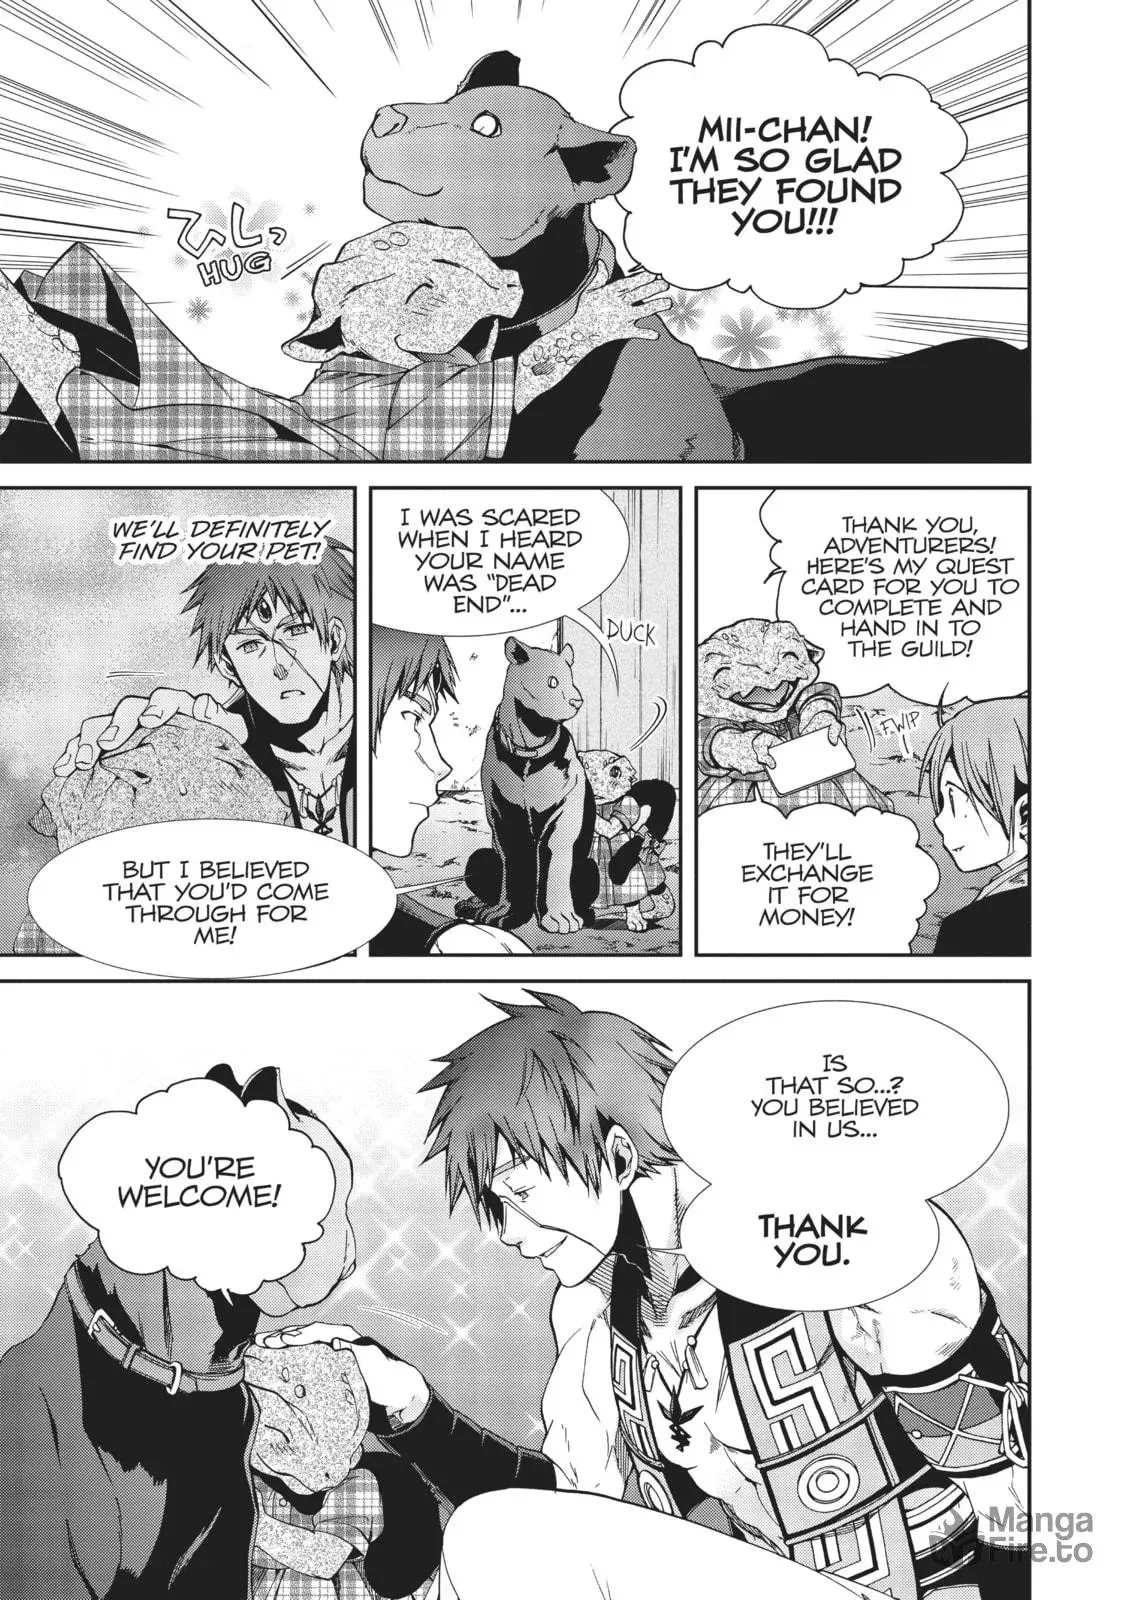 MII-CHAN!
I'M SO GLAD
THEY FOUND
YOU!!!
ひしっ
HUG
THANK YOU,
ADVENTURERS!
HERE'S MY QUEST
CARD FOR YOU TO
COMPLETE AND
HAND IN TO
THE GUILD!
FWIP
THEY'LL
EXCHANGE
IT FOR
MONEY!
I WAS SCARED
WHEN I HEARD
YOUR NAME
WAS "DEAD
END"...
DUCK
WE'LL DEFINITELY
FIND YOUR PET!
BUT I BELIEVED
THAT YOU'D COME
THROUGH FOR
ME!
IS
THAT SO...?
YOU BELIEVED
IN US...
THANK
YOU.
YOU'RE
WELCOME!
Manga
Fire.to